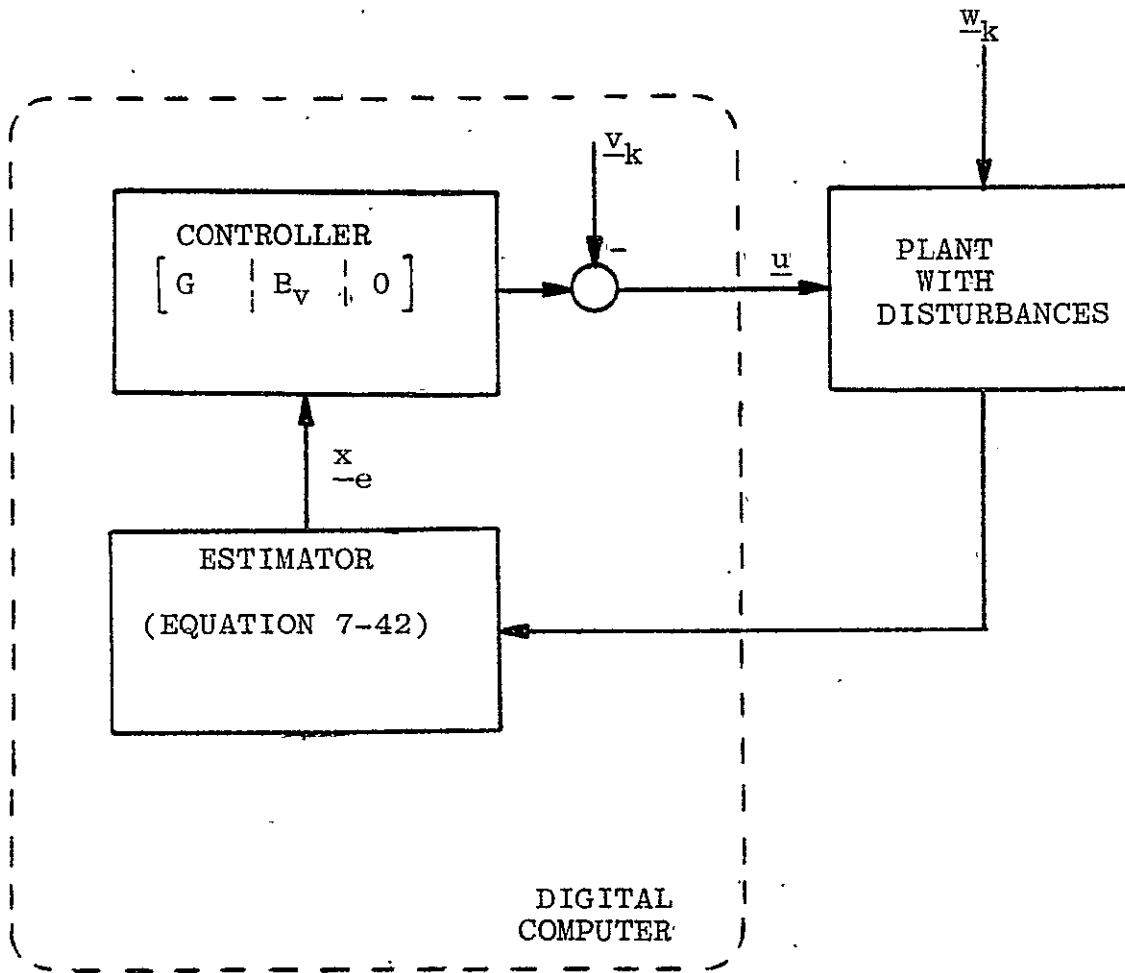 w_k
v_k
CONTROLLER
[ G ¦ B_v ¦ 0 ]
-
u
PLANT
WITH
DISTURBANCES
x_e
ESTIMATOR
(EQUATION 7-42)
DIGITAL
COMPUTER